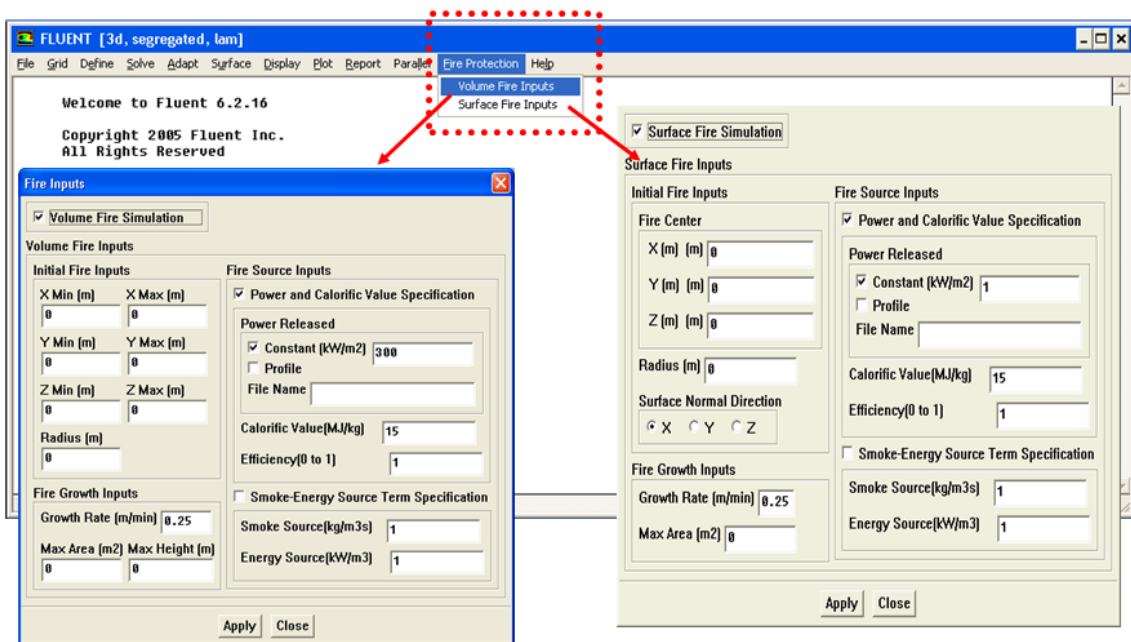 FLUENT [3d, segregated, lam]
File Grid Define Solve Adapt Surface Display Plot Report Parallel Fire Protection Help
Volume Fire Inputs
Surface Fire Inputs
Welcome to Fluent 6.2.16
Copyright 2005 Fluent Inc.
All Rights Reserved
Fire Inputs
Volume Fire Simulation
Volume Fire Inputs
Initial Fire Inputs
X Min (m) X Max (m)
0 0
Y Min (m) Y Max (m)
0 0
Z Min (m) Z Max (m)
0 0
Radius (m)
0
Fire Growth Inputs
Growth Rate (m/min) 0.25
Max Area (m2) Max Height (m)
0 0
Fire Source Inputs
Power and Calorific Value Specification
Power Released
Constant (kW/m2) 300
Profile
File Name
Calorific Value(MJ/kg) 15
Efficiency(0 to 1) 1
Smoke-Energy Source Term Specification
Smoke Source(kg/m3s) 1
Energy Source(kW/m3) 1
Apply Close
Surface Fire Simulation
Surface Fire Inputs
Initial Fire Inputs
Fire Center
X (m) (m) 0
Y (m) (m) 0
Z (m) (m) 0
Radius (m) 0
Surface Normal Direction
X Y Z
Fire Growth Inputs
Growth Rate (m/min) 0.25
Max Area (m2) 0
Fire Source Inputs
Power and Calorific Value Specification
Power Released
Constant (kW/m2) 1
Profile
File Name
Calorific Value(MJ/kg) 15
Efficiency(0 to 1) 1
Smoke-Energy Source Term Specification
Smoke Source(kg/m3s) 1
Energy Source(kW/m3) 1
Apply Close